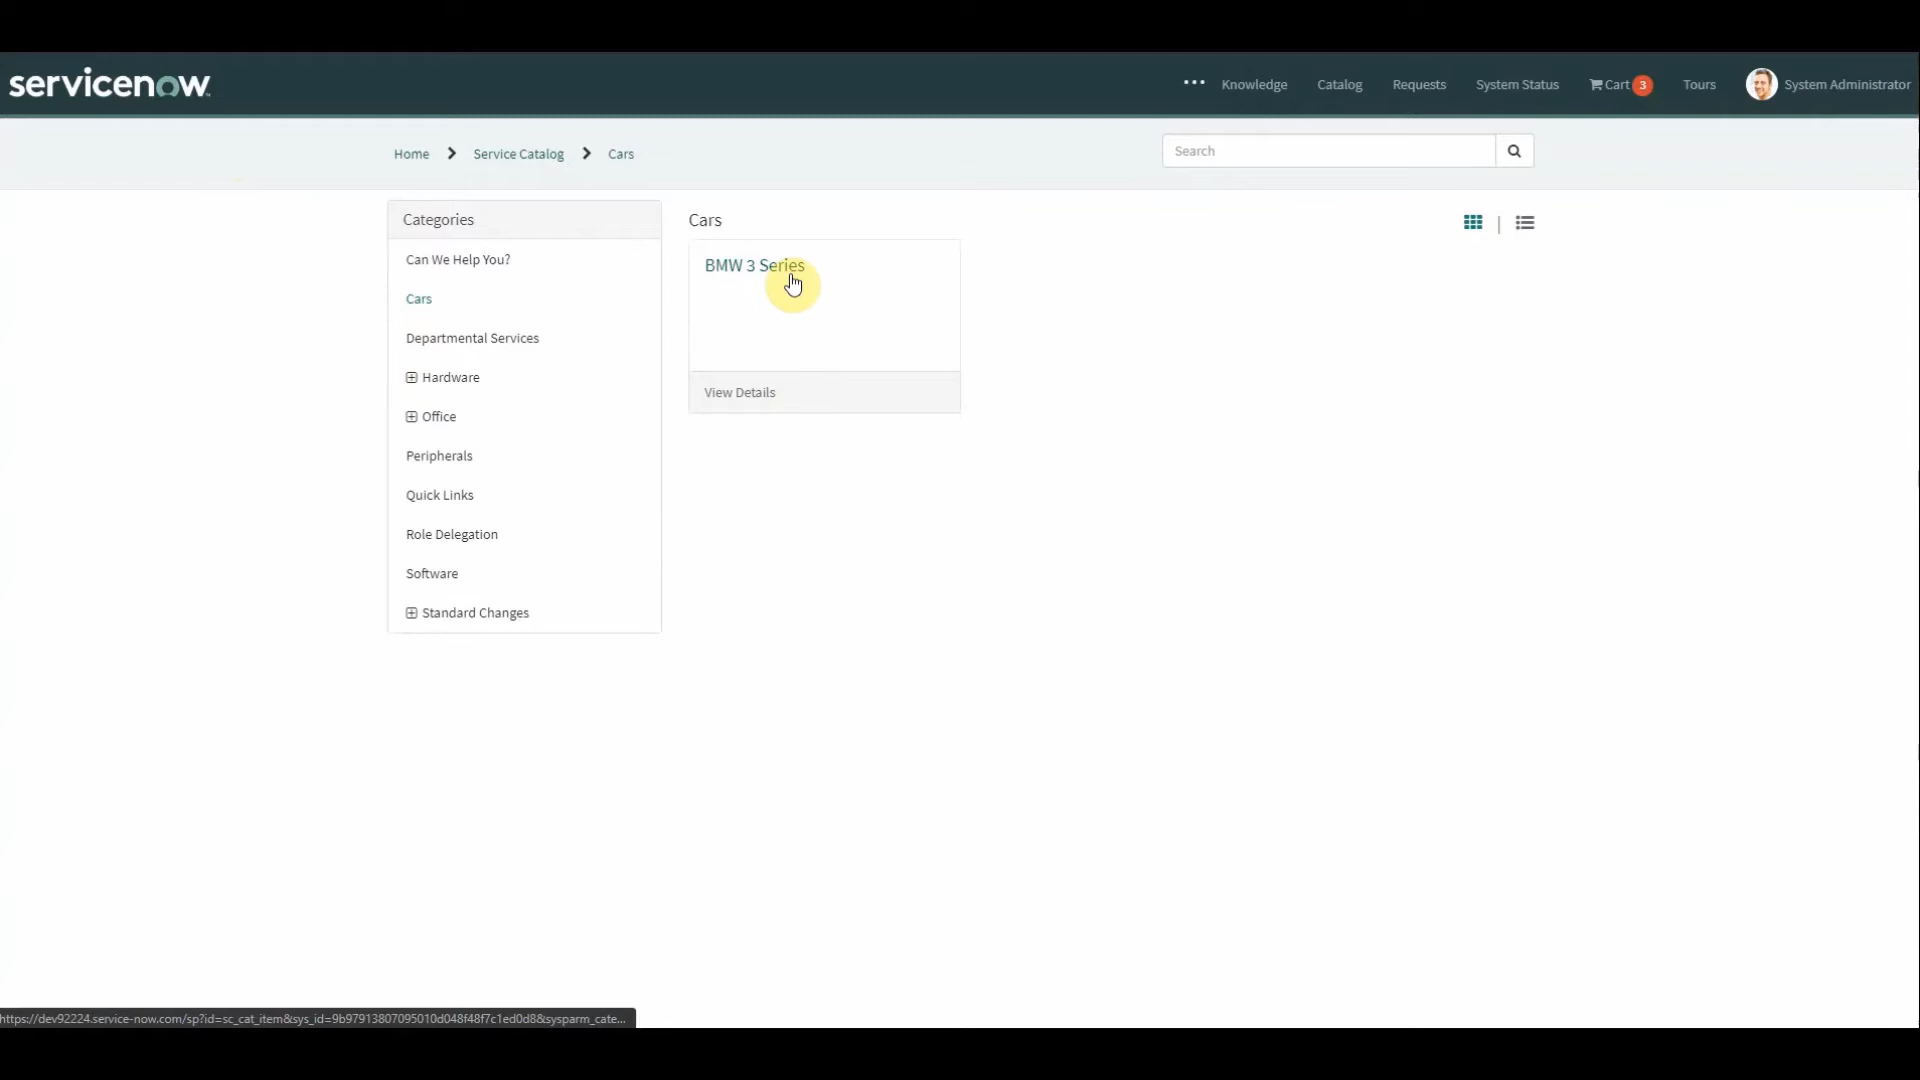 servicenow
Knowledge
Catalog
Requests
System Status
Cart 3
Tours
System Administrator
Home
Service Catalog
Cars
Search
Categories
Can We Help You?
Cars
Departmental Services
Hardware
Office
Peripherals
Quick Links
Role Delegation
Software
Standard Changes
Cars
BMW 3 Series
View Details
https://dev92224.service-now.com/sp?id=sc_cat_item&sys_id=9b97913807095010d048f48f7c1ed0d8&sysparm_cate...